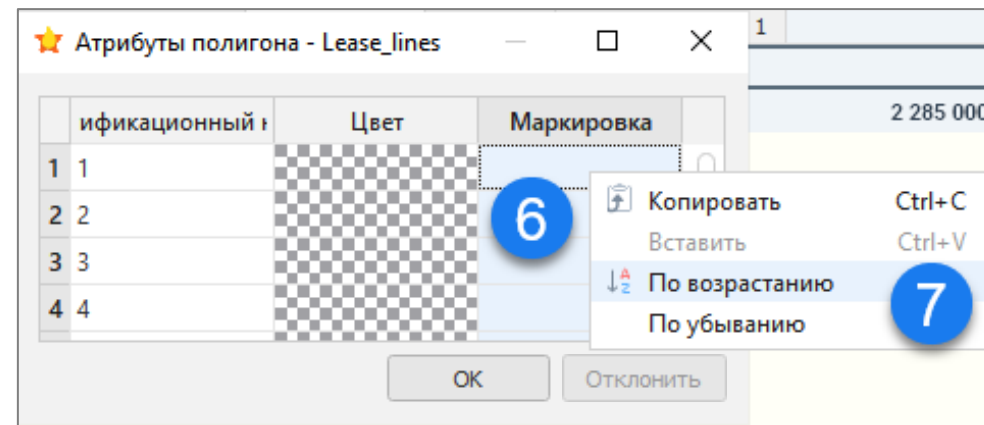 Атрибуты полигона - Lease_lines
1
2 285 000
ификационный н
Цвет
Маркировка
1 1
2 2
3 3
4 4
6
Копировать Ctrl+C
Вставить Ctrl+V
По возрастанию
7
По убыванию
OK
Отклонить